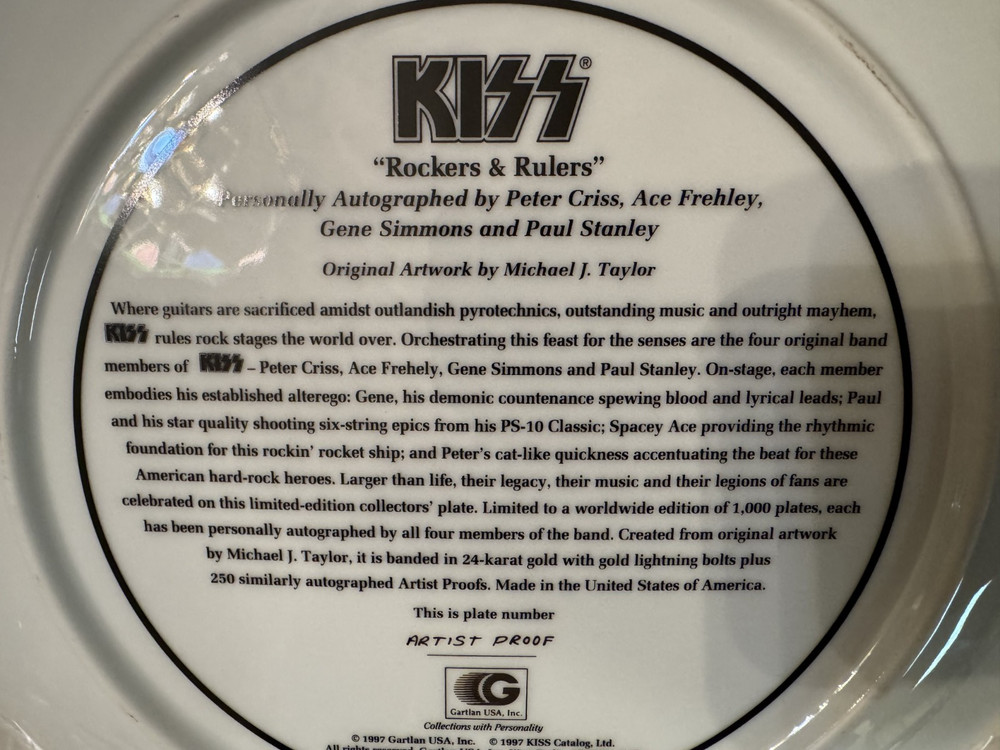 KISS®
“Rockers & Rulers”
Personally Autographed by Peter Criss, Ace Frehley,
Gene Simmons and Paul Stanley
Original Artwork by Michael J. Taylor
Where guitars are sacrificed amidst outlandish pyrotechnics, outstanding music and outright mayhem,
KISS rules rock stages the world over. Orchestrating this feast for the senses are the four original band
members of KISS – Peter Criss, Ace Frehely, Gene Simmons and Paul Stanley. On-stage, each member
embodies his established alterego: Gene, his demonic countenance spewing blood and lyrical leads; Paul
and his star quality shooting six-string epics from his PS-10 Classic; Spacey Ace providing the rhythmic
foundation for this rockin' rocket ship; and Peter's cat-like quickness accentuating the beat for these
American hard-rock heroes. Larger than life, their legacy, their music and their legions of fans are
celebrated on this limited-edition collectors' plate. Limited to a worldwide edition of 1,000 plates, each
has been personally autographed by all four members of the band. Created from original artwork
by Michael J. Taylor, it is banded in 24-karat gold with gold lightning bolts plus
250 similarly autographed Artist Proofs. Made in the United States of America.
This is plate number
ARTIST PROOF
G
Gartlan USA, Inc.
Collections with Personality
© 1997 Gartlan USA, Inc. © 1997 KISS Catalog, Ltd.
All rights reserved.